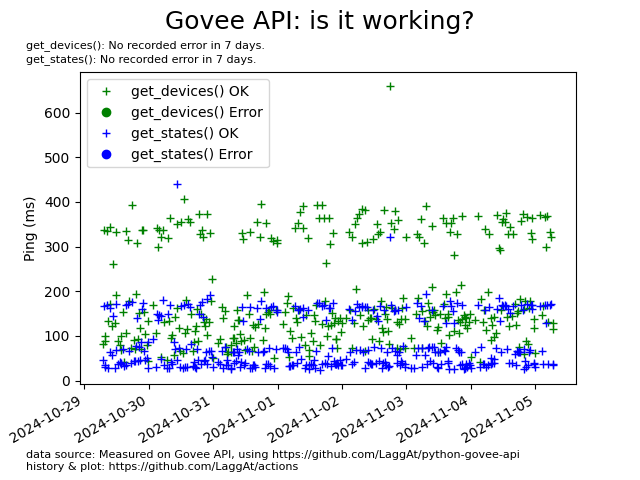 Govee API: is it working?
get_devices(): No recorded error in 7 days.
get_states(): No recorded error in 7 days.
get_devices() OK
get_devices() Error
get_states() OK
get_states() Error
Ping (ms)
600
500
400
300
200
100
0
2024-10-29
2024-10-30
2024-10-31
2024-11-01
2024-11-02
2024-11-03
2024-11-04
2024-11-05
data source: Measured on Govee API, using https://github.com/LaggAt/python-govee-api
history & plot: https://github.com/LaggAt/actions